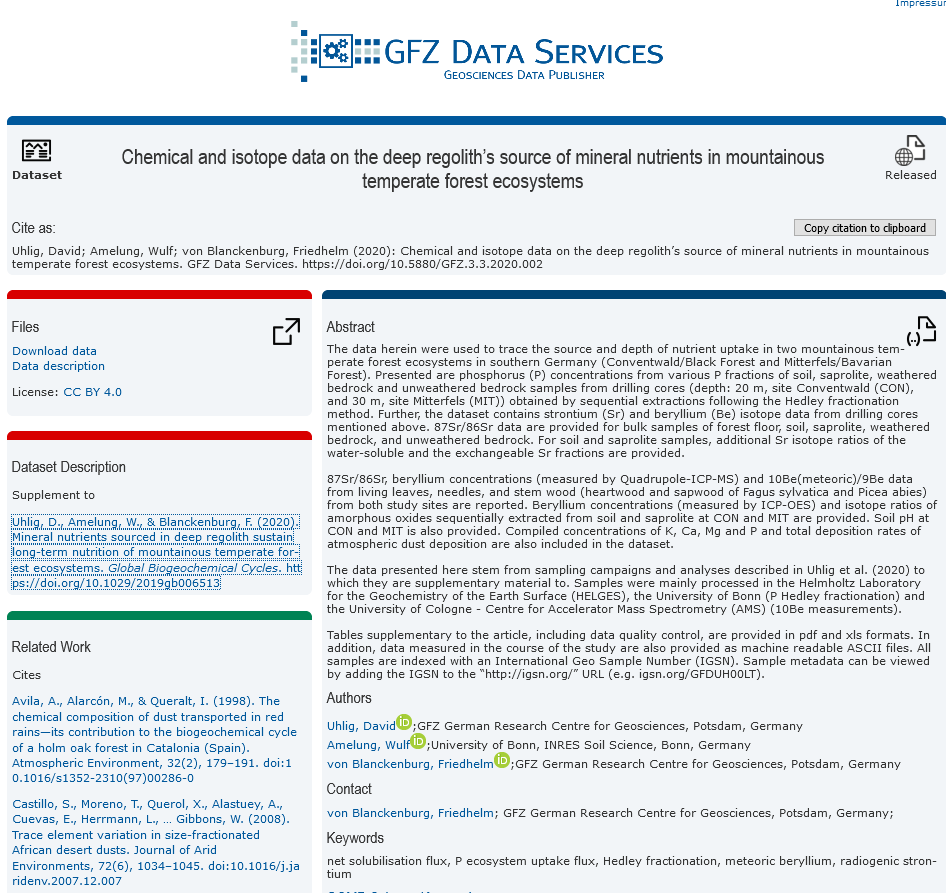 Impressum
GFZ DATA SERVICES
GEOSCIENCES DATA PUBLISHER
Dataset
Chemical and isotope data on the deep regolith’s source of mineral nutrients in mountainous
temperate forest ecosystems
Released
Cite as:
Copy citation to clipboard
Uhlig, David; Amelung, Wulf; von Blanckenburg, Friedhelm (2020): Chemical and isotope data on the deep regolith’s source of mineral nutrients in mountainous
temperate forest ecosystems. GFZ Data Services. https://doi.org/10.5880/GFZ.3.3.2020.002
Files
Download data
Data description
License: CC BY 4.0
Dataset Description
Supplement to
Uhlig, D., Amelung, W., & Blanckenburg, F. (2020).
Mineral nutrients sourced in deep regolith sustain
long-term nutrition of mountainous temperate for-
est ecosystems. Global Biogeochemical Cycles. htt
ps://doi.org/10.1029/2019gb006513
Related Work
Cites
Avila, A., Alarcón, M., & Queralt, I. (1998). The
chemical composition of dust transported in red
rains—its contribution to the biogeochemical cycle
of a holm oak forest in Catalonia (Spain).
Atmospheric Environment, 32(2), 179–191. doi:1
0.1016/s1352-2310(97)00286-0
Castillo, S., Moreno, T., Querol, X., Alastuey, A.,
Cuevas, E., Herrmann, L., … Gibbons, W. (2008).
Trace element variation in size-fractionated
African desert dusts. Journal of Arid
Environments, 72(6), 1034–1045. doi:10.1016/j.ja
ridenv.2007.12.007
Abstract
The data herein were used to trace the source and depth of nutrient uptake in two mountainous tem-
perate forest ecosystems in southern Germany (Conventwald/Black Forest and Mitterfels/Bavarian
Forest). Presented are phosphorus (P) concentrations from various P fractions of soil, saprolite, weathered
bedrock and unweathered bedrock samples from drilling cores (depth: 20 m, site Conventwald (CON),
and 30 m, site Mitterfels (MIT)) obtained by sequential extractions following the Hedley fractionation
method. Further, the dataset contains strontium (Sr) and beryllium (Be) isotope data from drilling cores
mentioned above. 87Sr/86Sr data are provided for bulk samples of forest floor, soil, saprolite, weathered
bedrock, and unweathered bedrock. For soil and saprolite samples, additional Sr isotope ratios of the
water-soluble and the exchangeable Sr fractions are provided.
87Sr/86Sr, beryllium concentrations (measured by Quadrupole-ICP-MS) and 10Be(meteoric)/9Be data
from living leaves, needles, and stem wood (heartwood and sapwood of Fagus sylvatica and Picea abies)
from both study sites are reported. Beryllium concentrations (measured by ICP-OES) and isotope ratios of
amorphous oxides sequentially extracted from soil and saprolite at CON and MIT are provided. Soil pH at
CON and MIT is also provided. Compiled concentrations of K, Ca, Mg and P and total deposition rates of
atmospheric dust deposition are also included in the dataset.
The data presented here stem from sampling campaigns and analyses described in Uhlig et al. (2020) to
which they are supplementary material to. Samples were mainly processed in the Helmholtz Laboratory
for the Geochemistry of the Earth Surface (HELGES), the University of Bonn (P Hedley fractionation) and
the University of Cologne - Centre for Accelerator Mass Spectrometry (AMS) (10Be measurements).
Tables supplementary to the article, including data quality control, are provided in pdf and xls formats. In
addition, data measured in the course of the study are also provided as machine readable ASCII files. All
samples are indexed with an International Geo Sample Number (IGSN). Sample metadata can be viewed
by adding the IGSN to the “http://igsn.org/” URL (e.g. igsn.org/GFDUH00LT).
Authors
Uhlig, David iD;GFZ German Research Centre for Geosciences, Potsdam, Germany
Amelung, Wulf iD;University of Bonn, INRES Soil Science, Bonn, Germany
von Blanckenburg, Friedhelm iD;GFZ German Research Centre for Geosciences, Potsdam, Germany
Contact
von Blanckenburg, Friedhelm; GFZ German Research Centre for Geosciences, Potsdam, Germany;
Keywords
net solubilisation flux, P ecosystem uptake flux, Hedley fractionation, meteoric beryllium, radiogenic stron-
tium